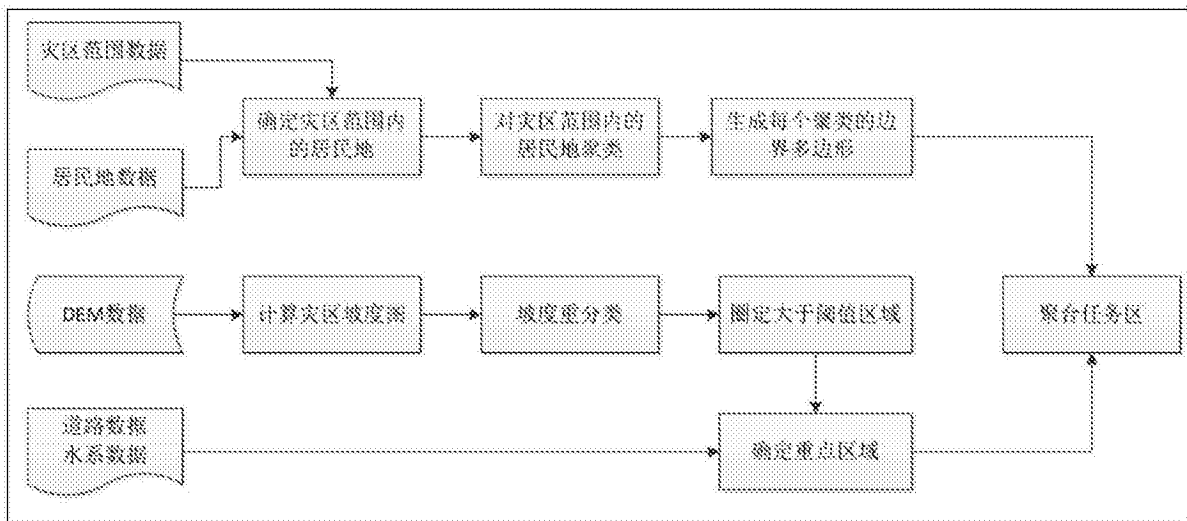 灾区范围数据
确定灾区范围内
的居民地
对灾区范围内的
居民地聚类
生成每个聚类的边
界多边形
居民地数据
DEM数据
计算灾区坡度图
坡度重分类
圈定大于阈值区域
聚合任务区
道路数据
水系数据
确定重点区域